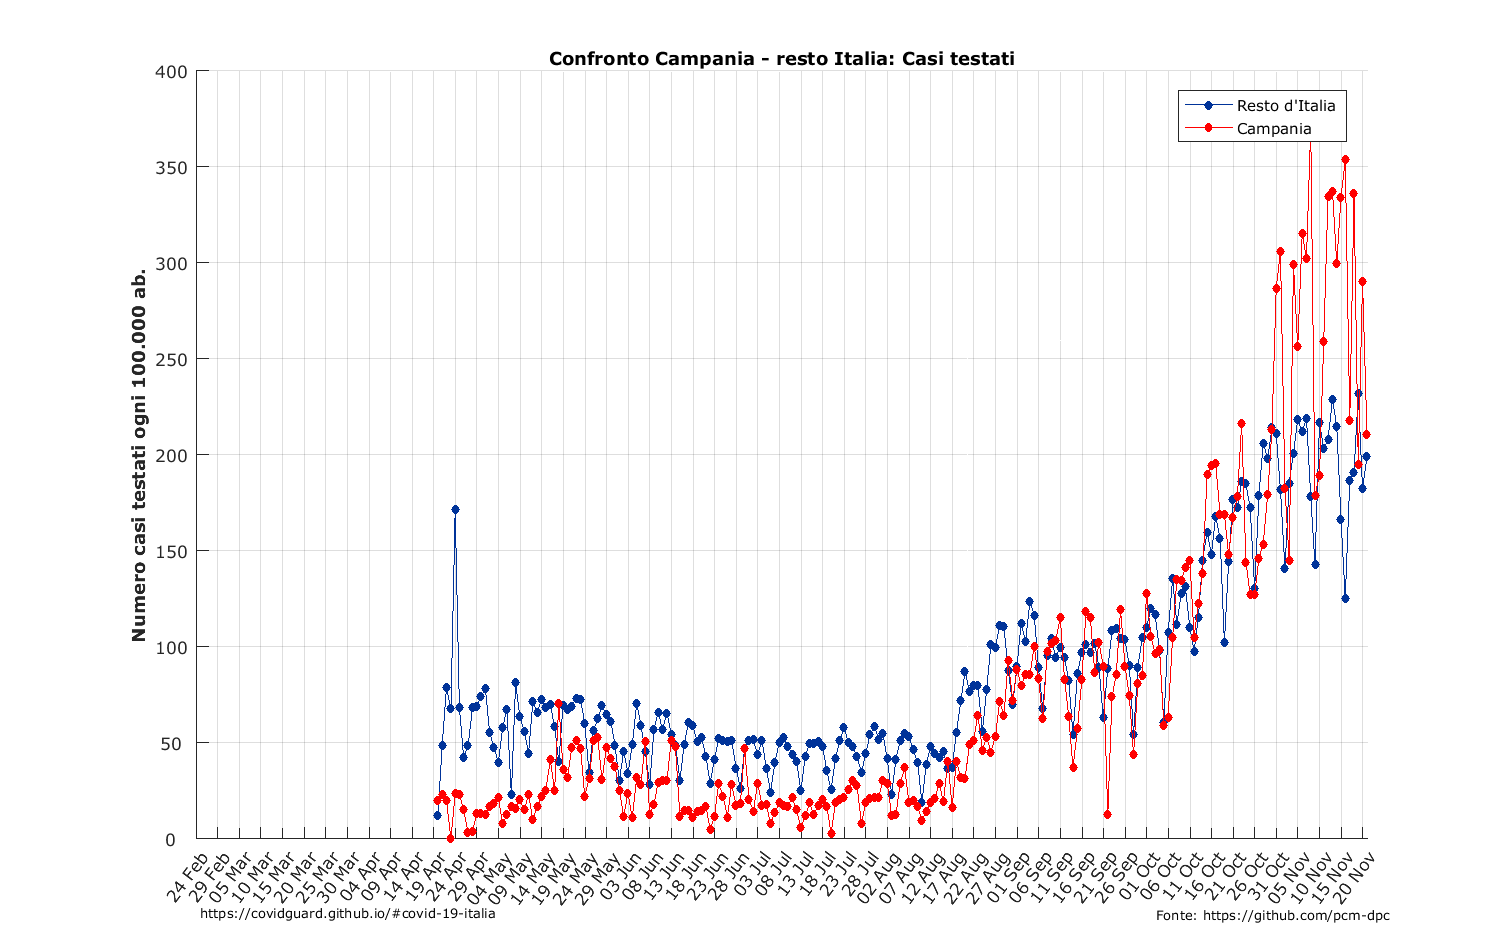 Confronto Campania - resto Italia: Casi testati
400
350
300
250
200
150
100
50
0
Numero casi testati ogni 100.000 ab.
Resto d'Italia
Campania
24 Feb
29 Feb
05 Mar
10 Mar
15 Mar
20 Mar
25 Mar
30 Mar
04 Apr
09 Apr
14 Apr
19 Apr
24 Apr
29 Apr
04 May
09 May
14 May
19 May
24 May
29 May
03 Jun
08 Jun
13 Jun
18 Jun
23 Jun
28 Jun
03 Jul
08 Jul
13 Jul
18 Jul
23 Jul
28 Jul
02 Aug
07 Aug
12 Aug
17 Aug
22 Aug
27 Aug
01 Sep
06 Sep
11 Sep
16 Sep
21 Sep
26 Sep
01 Oct
06 Oct
11 Oct
16 Oct
21 Oct
26 Oct
31 Oct
05 Nov
10 Nov
15 Nov
20 Nov
https://covidguard.github.io/#covid-19-italia
Fonte: https://github.com/pcm-dpc